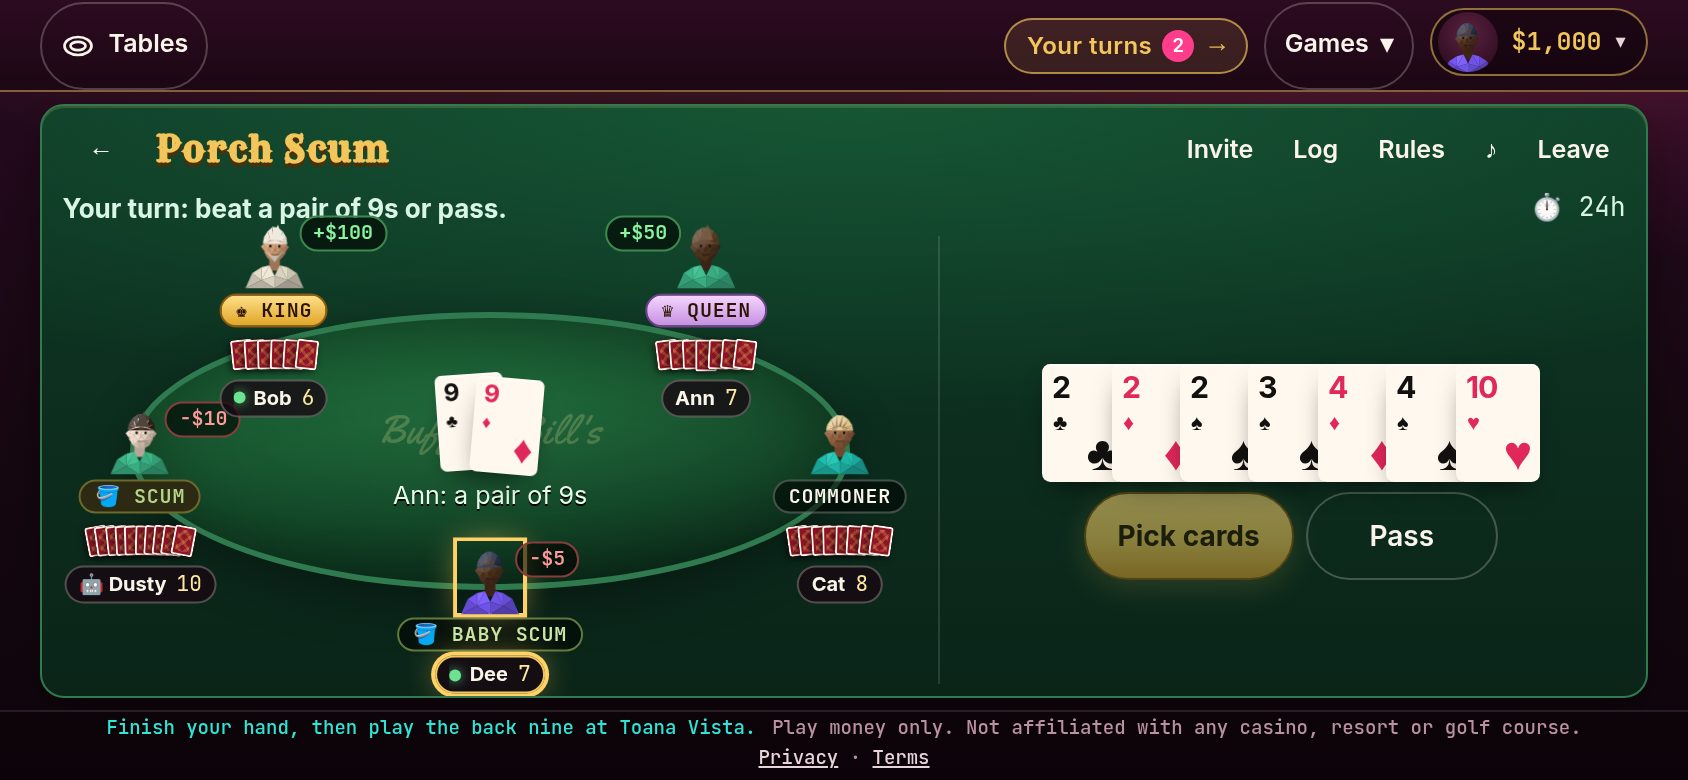 Tables
Your turns 2 →
Games ▼
$1,000 ▼
← Porch Scum
Invite Log Rules ♪ Leave
Your turn: beat a pair of 9s or pass.
24h
+$100
+$50
♚ KING
♛ QUEEN
Bob 6
Ann 7
-$10
SCUM
COMMONER
Dusty 10
Cat 8
9♣ 9♦
Ann: a pair of 9s
-$5
BABY SCUM
Dee 7
2♣ 2♦ 2♠ 3♠ 4♦ 4♠ 10♥
Pick cards
Pass
Finish your hand, then play the back nine at Toana Vista. Play money only. Not affiliated with any casino, resort or golf course.
Privacy · Terms